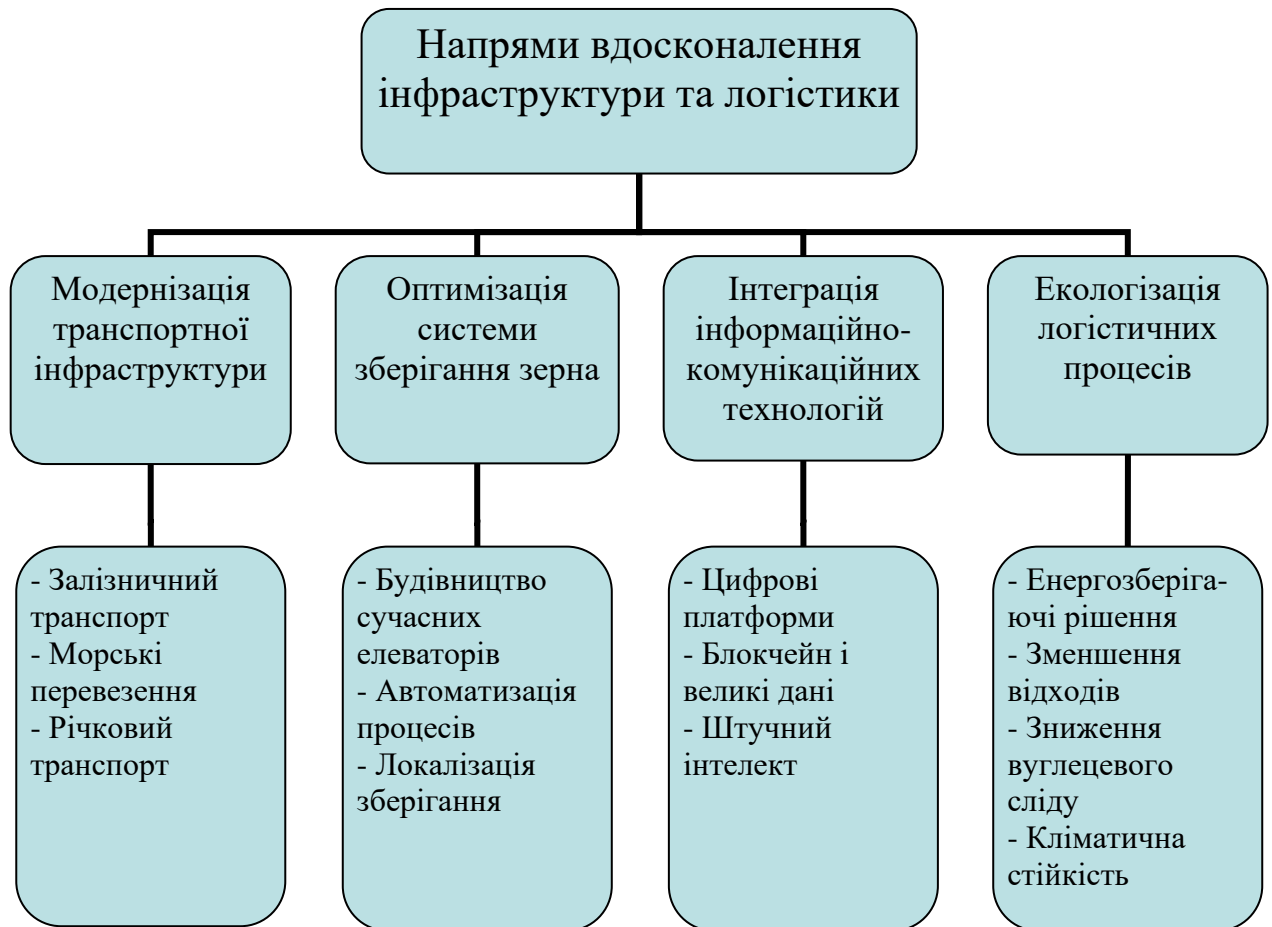 Напрями вдосконалення
інфраструктури та логістики
Модернізація
транспортної
інфраструктури
Оптимізація
системи
зберігання зерна
Інтеграція
інформаційно-
комунікаційних
технологій
Екологізація
логістичних
процесів
- Залізничний
транспорт
- Морські
перевезення
- Річковий
транспорт
- Будівництво
сучасних
елеваторів
- Автоматизація
процесів
- Локалізація
зберігання
- Цифрові
платформи
- Блокчейн і
великі дані
- Штучний
інтелект
- Енергозберіга-
ючі рішення
- Зменшення
відходів
- Зниження
вуглецевого
сліду
- Кліматична
стійкість